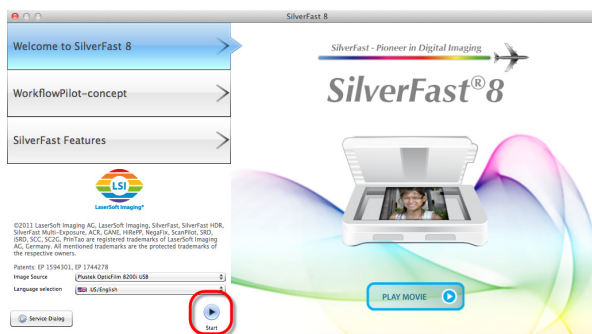 SilverFast 8
Welcome to SilverFast 8
WorkflowPilot-concept
SilverFast Features
LSI
LaserSoft Imaging®
©2011 LaserSoft Imaging AG, LaserSoft Imaging, SilverFast, SilverFast HDR,
SilverFast Multi-Exposure, ACR, GANE, HiRePP, NegaFix, ScanPilot, SRD,
iSRD, SCC, SC2G, PrinTao are registered trademarks of LaserSoft Imaging
AG, Germany. All mentioned trademarks are the protected trademarks of
the respective owners.
Patents: EP 1594301, EP 1744278
Image Source
Plustek OpticFilm 8200i USB
Language selection
US/English
Service Dialog
Start
SilverFast - Pioneer in Digital Imaging
SilverFast®8
PLAY MOVIE